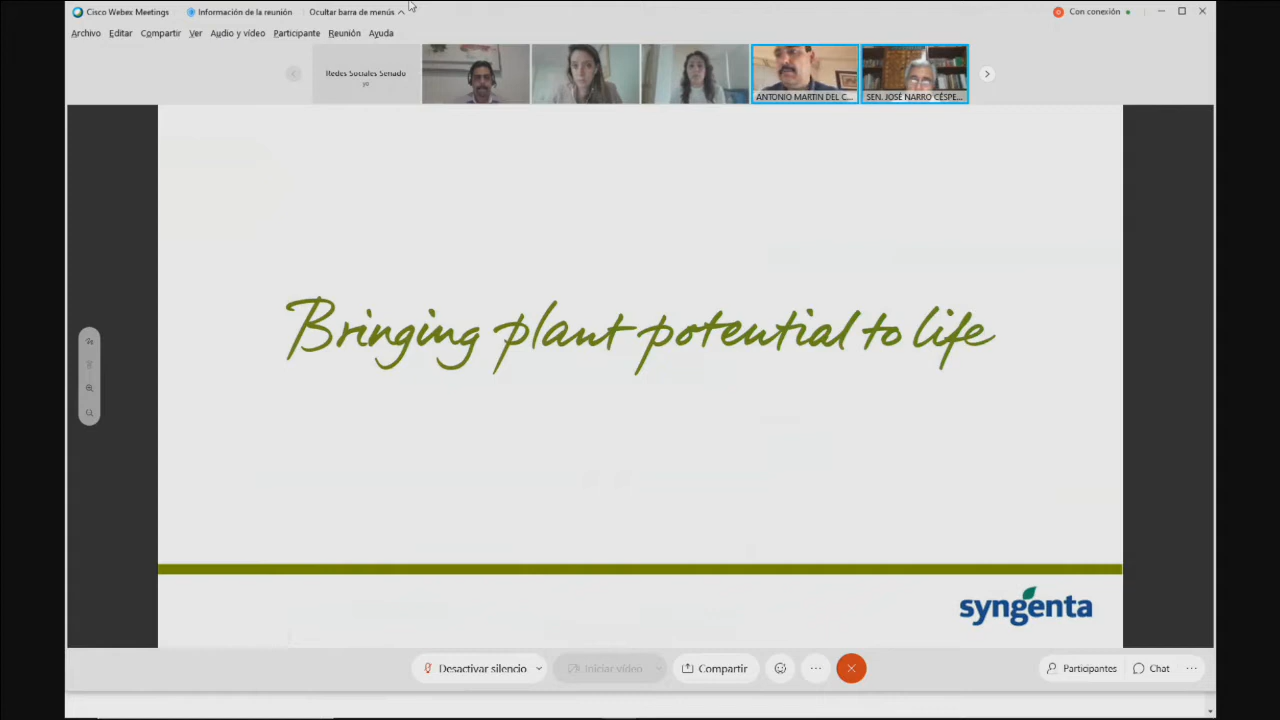 Cisco Webex Meetings
Información de la reunión
Ocultar barra de menús
Con conexión
Archivo Editar Compartir Ver Audio y vídeo Participante Reunión Ayuda
Redes Sociales Senado
yo
ANTONIO MARTIN DEL C...
SEN. JOSÉ NARRO CÉSPE...
Bringing plant potential to life
syngenta
Desactivar silencio
Iniciar vídeo
Compartir
Participantes
Chat